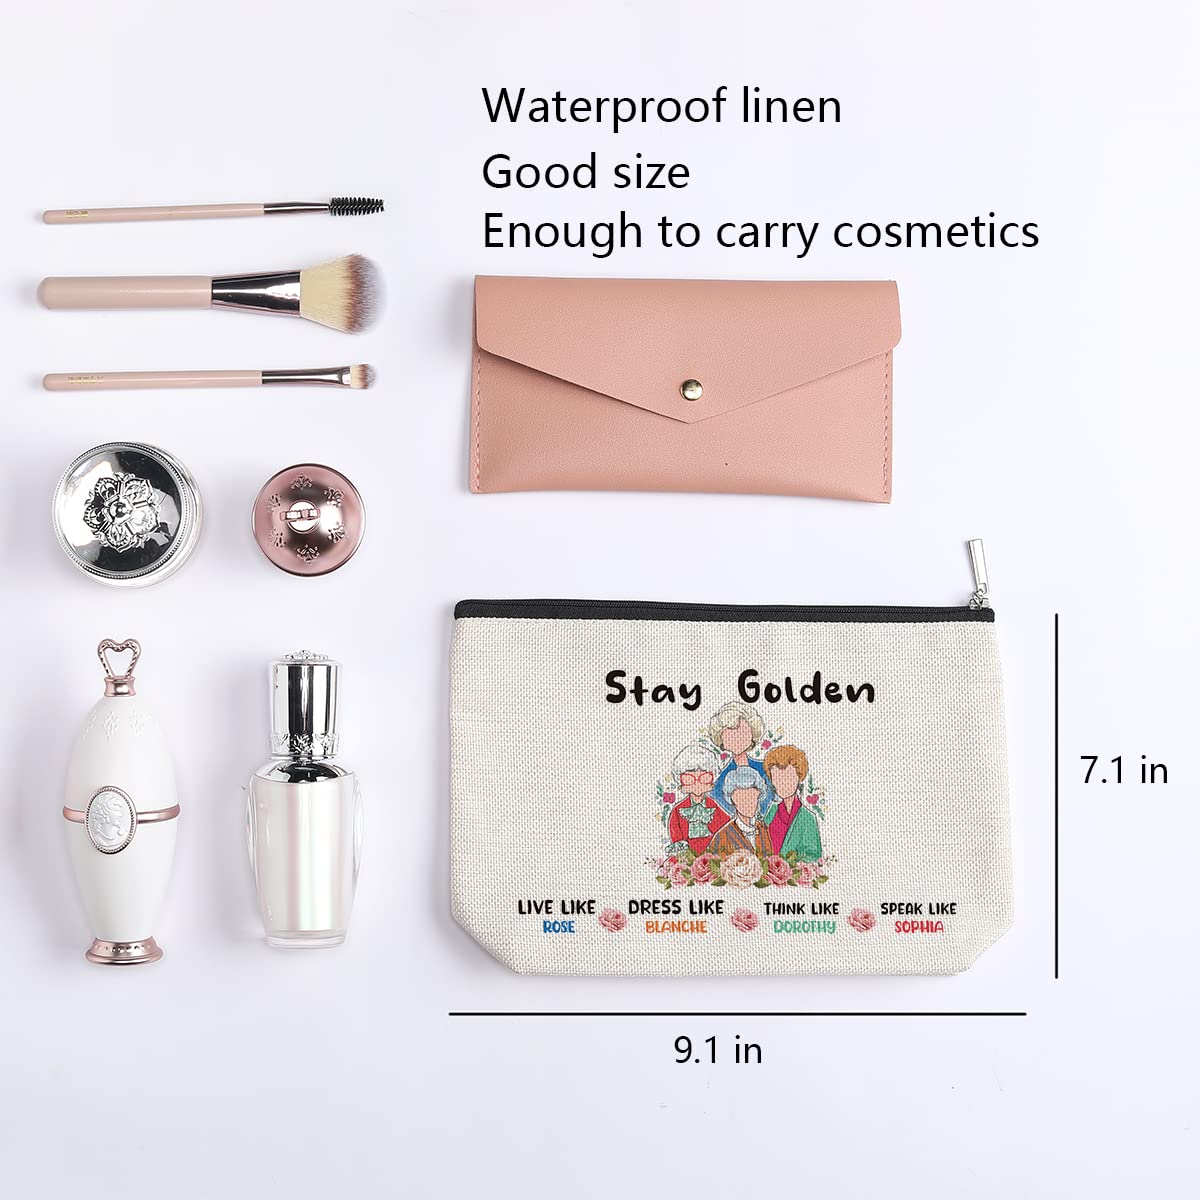 Waterproof linen
Good size
Enough to carry cosmetics
Stay Golden
LIVE LIKE DRESS LIKE THINK LIKE SPEAK LIKE
ROSE BLANCHE DOROTHY SOPHIA
7.1 in
9.1 in